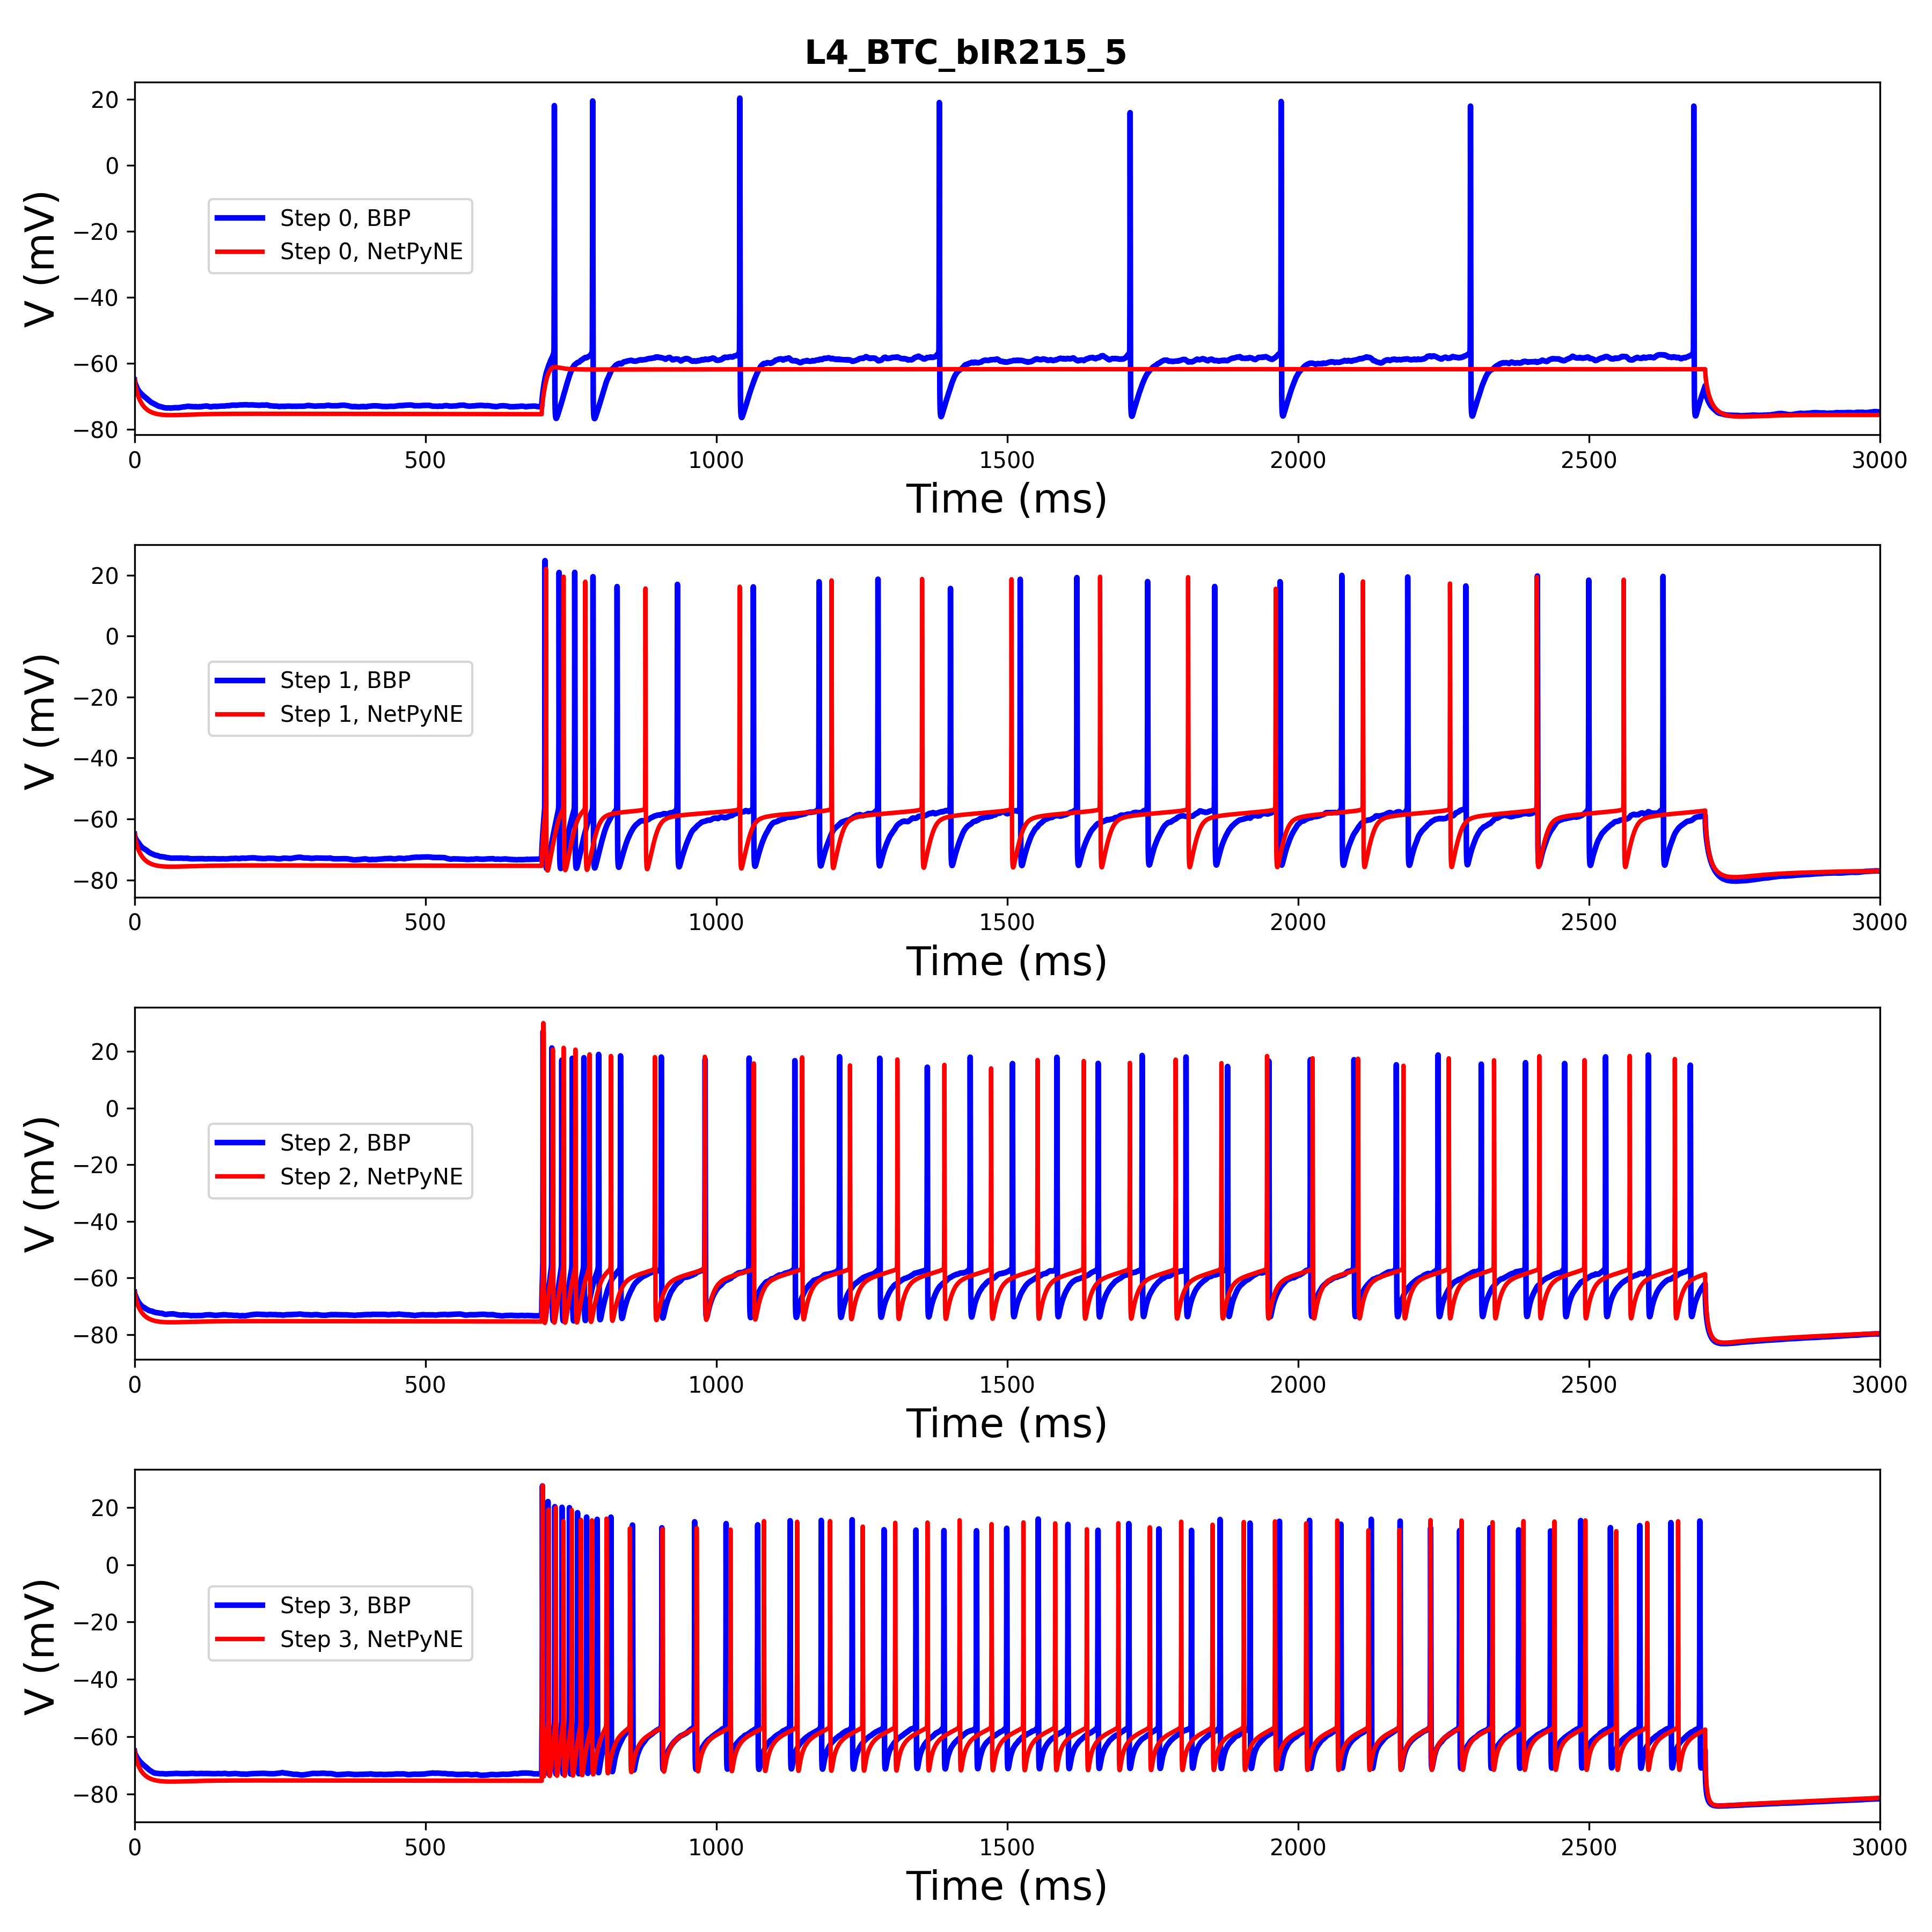 L4_BTC_bIR215_5
20
0
−20
−40
−60
−80
V (mV)
Step 0, BBP
Step 0, NetPyNE
0 500 1000 1500 2000 2500 3000
Time (ms)
20
0
−20
−40
−60
−80
V (mV)
Step 1, BBP
Step 1, NetPyNE
0 500 1000 1500 2000 2500 3000
Time (ms)
20
0
−20
−40
−60
−80
V (mV)
Step 2, BBP
Step 2, NetPyNE
0 500 1000 1500 2000 2500 3000
Time (ms)
20
0
−20
−40
−60
−80
V (mV)
Step 3, BBP
Step 3, NetPyNE
0 500 1000 1500 2000 2500 3000
Time (ms)